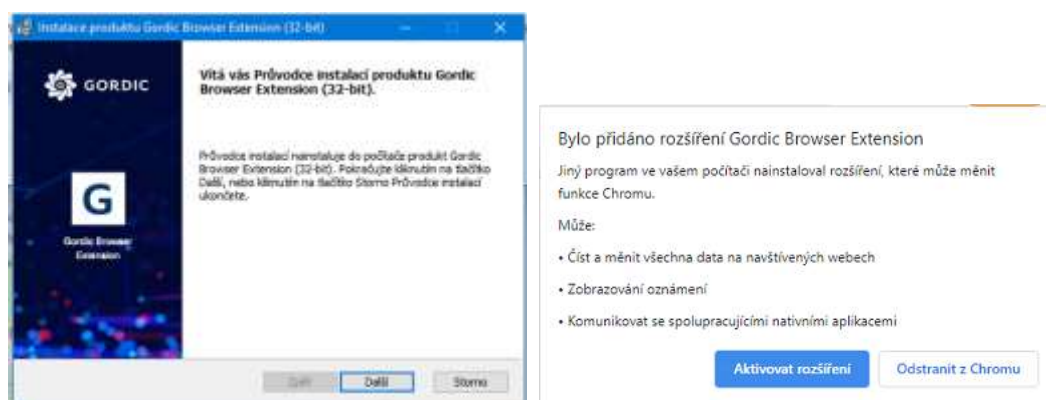 Instalace produktu Gordic Browser Extension (32-bit)
GORDIC
Vítá vás Průvodce instalací produktu Gordic
Browser Extension (32-bit).
Průvodce instalací nainstaluje do počítače produkt Gordic
Browser Extension (32-bit). Pokračujte kliknutím na tlačítko
Další, nebo kliknutím na tlačítko Storno Průvodce instalací
ukončete.
G
Gordic Browser
Extension
Zpět
Další
Storno
Bylo přidáno rozšíření Gordic Browser Extension
Jiný program ve vašem počítači nainstaloval rozšíření, které může měnit
funkce Chromu.
Může:
• Číst a měnit všechna data na navštívených webech
• Zobrazování oznámení
• Komunikovat se spolupracujícími nativními aplikacemi
Aktivovat rozšíření
Odstranit z Chromu